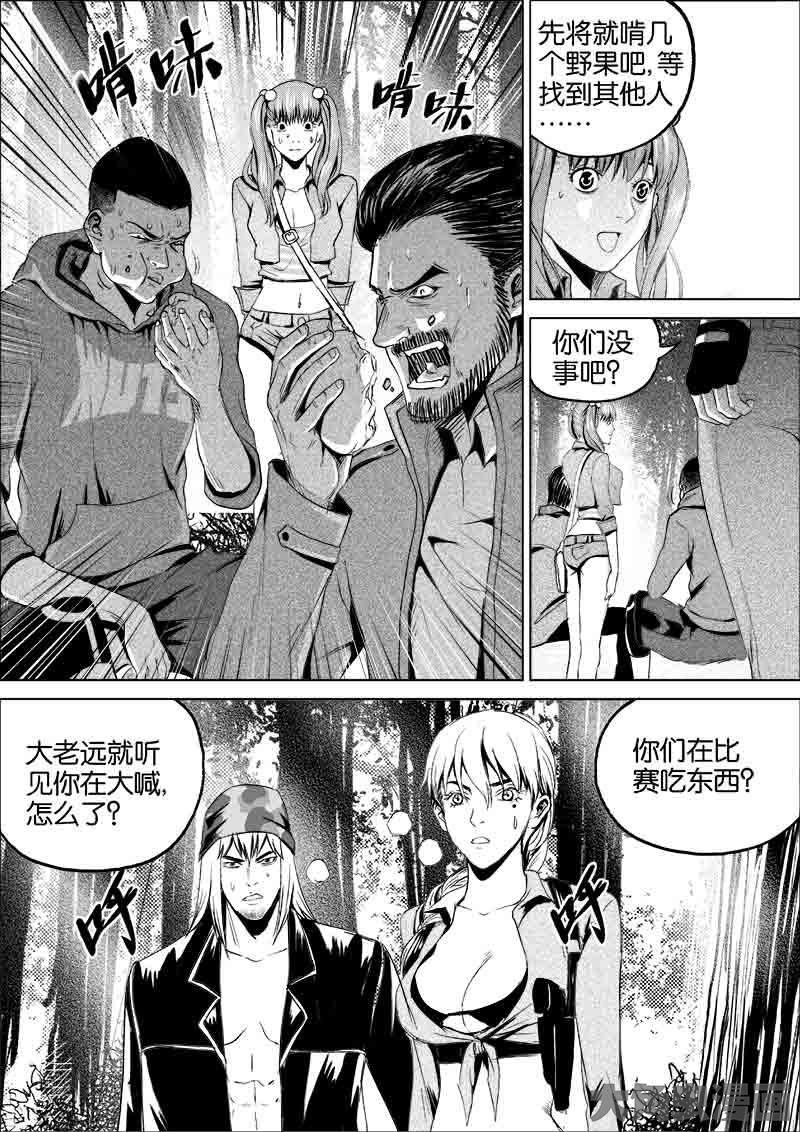 先将就啃几
个野果吧,等
找到其他人
……
啃哧
啃哧
你们没
事吧?
大老远就听
见你在大喊,
怎么了?
你们在比
赛吃东西?
呼
呼